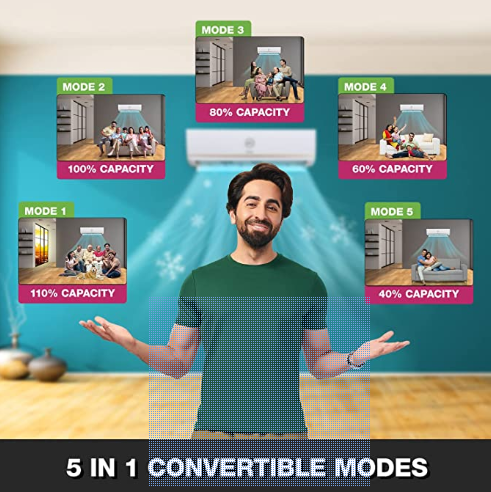 MODE 3
80% CAPACITY
MODE 2
100% CAPACITY
MODE 4
60% CAPACITY
MODE 1
110% CAPACITY
MODE 5
40% CAPACITY
5 IN 1 CONVERTIBLE MODES